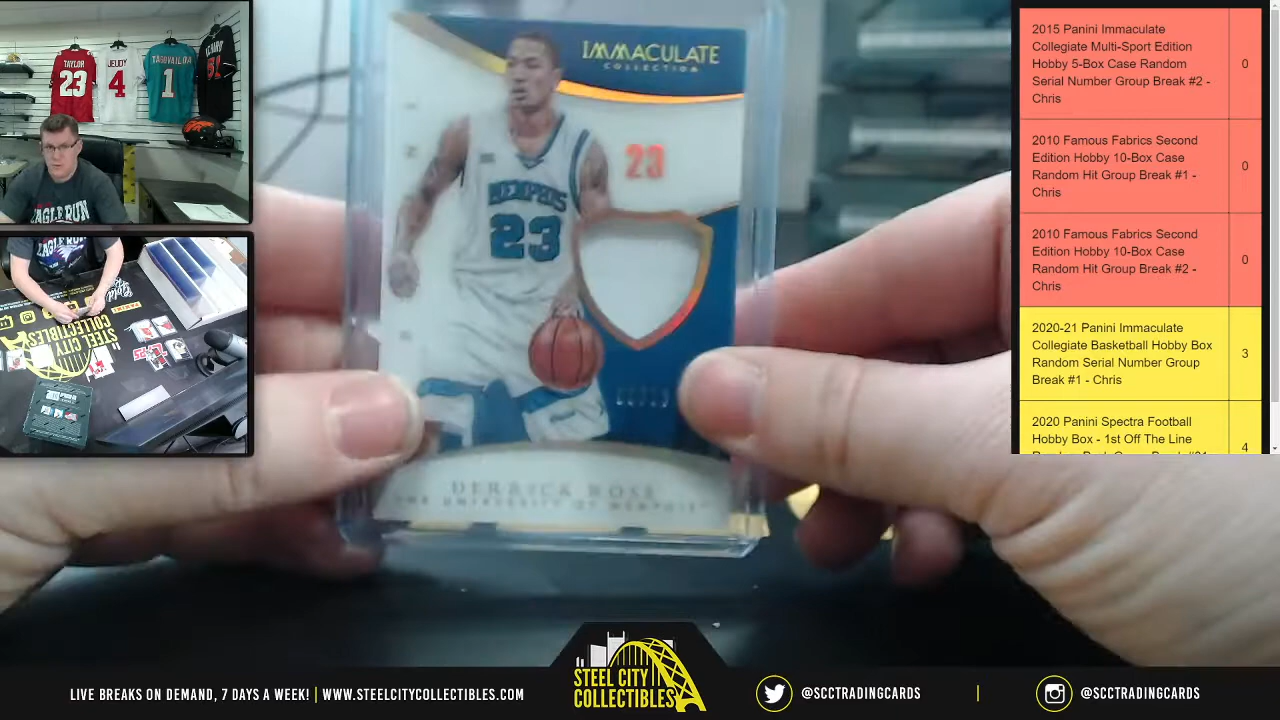 TAYLOR
23
JEUDY
4
TAGOVAILOA
1
EAGLE RUN
IMMACULATE
COLLECTION
23
MEMPHIS
23
DERRICK ROSE
THE UNIVERSITY OF MEMPHIS
STEEL CITY
COLLECTIBLES
2015 Panini Immaculate
Collegiate Multi-Sport Edition
Hobby 5-Box Case Random
Serial Number Group Break #2 -
Chris
0
2010 Famous Fabrics Second
Edition Hobby 10-Box Case
Random Hit Group Break #1 -
Chris
0
2010 Famous Fabrics Second
Edition Hobby 10-Box Case
Random Hit Group Break #2 -
Chris
0
2020-21 Panini Immaculate
Collegiate Basketball Hobby Box
Random Serial Number Group
Break #1 - Chris
3
2020 Panini Spectra Football
Hobby Box - 1st Off The Line
4
LIVE BREAKS ON DEMAND, 7 DAYS A WEEK! | WWW.STEELCITYCOLLECTIBLES.COM
STEEL CITY
COLLECTIBLES
@SCCTRADINGCARDS
@SCCTRADINGCARDS